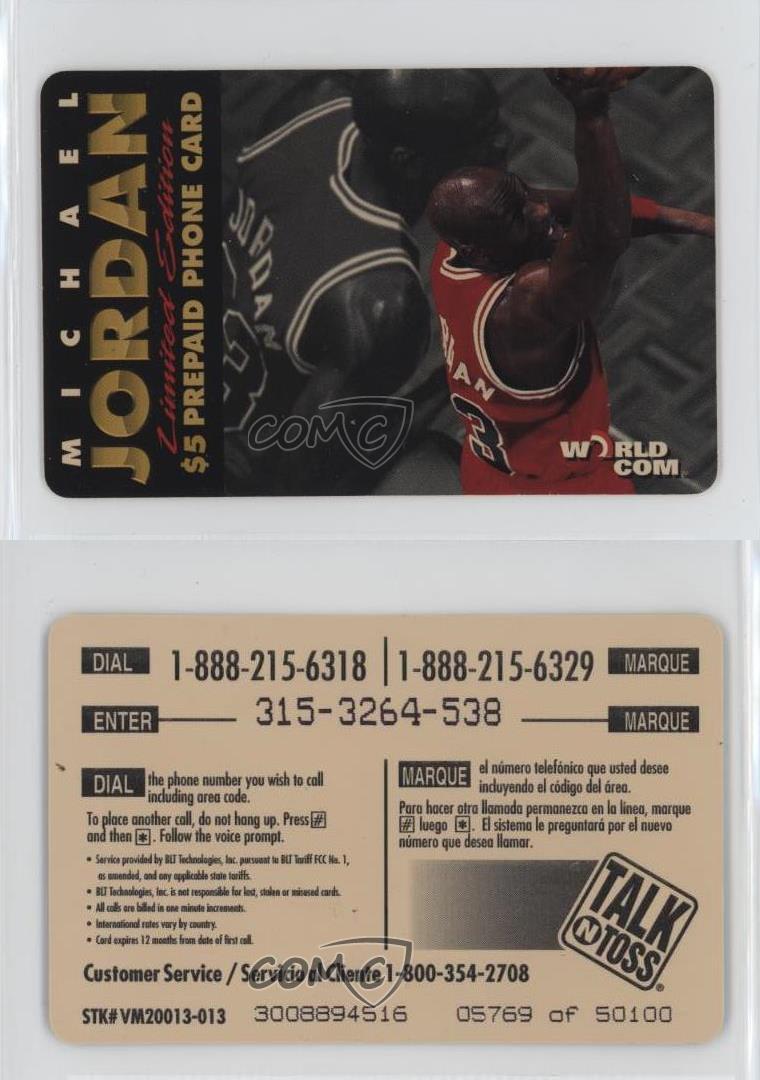 MICHAEL
JORDAN
Limited Edition
$5 PREPAID PHONE CARD
JORDAN
RDAN
3
WORLD
COM
COMC
DIAL 1-888-215-6318 1-888-215-6329 MARQUE
ENTER 315-3264-538 MARQUE
DIAL the phone number you wish to call
including area code.
To place another call, do not hang up. Press #
and then *. Follow the voice prompt.
• Service provided by BLT Technologies, Inc. pursuant to BLT Tariff FCC No. 1,
as amended, and any applicable state tariffs.
• BLT Technologies, Inc. is not responsible for lost, stolen or misused cards.
• All calls are billed in one minute increments.
• International rates vary by country.
• Card expires 12 months from date of first call.
MARQUE el número telefónico que usted desee
incluyendo el código del área.
Para hacer otra llamada permanezca en la línea, marque
# luego *. El sistema le preguntará por el nuevo
número que desea llamar.
TALK
N
TOSS®
Customer Service / Servicio al Cliente 1-800-354-2708
COMC
STK# VM20013-013 3008894516 05769 of 50100